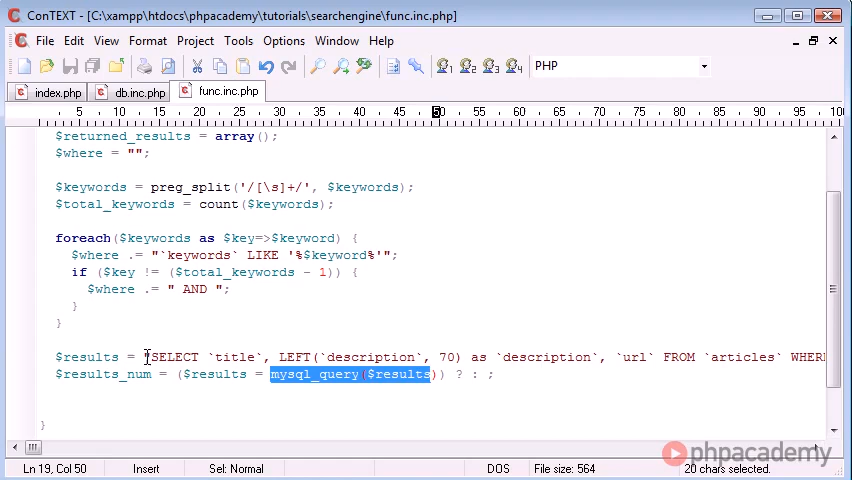 ConTEXT - [C:\xampp\htdocs\phpacademy\tutorials\searchengine\func.inc.php]
File Edit View Format Project Tools Options Window Help
1 2 3 4 PHP
index.php db.inc.php func.inc.php
0 5 10 15 20 25 30 35 40 45 50 55 60 65 70 75 80 85 90 95 100
$returned_results = array();
$where = "";
$keywords = preg_split('/[\s]+/', $keywords);
$total_keywords = count($keywords);
foreach($keywords as $key=>$keyword) {
$where .= "`keywords` LIKE '%$keyword%'";
if ($key != ($total_keywords - 1)) {
$where .= " AND ";
}
}
$results = "SELECT `title`, LEFT(`description`, 70) as `description`, `url` FROM `articles` WHERE
$results_num = ($results = mysql_query($results)) ? : ;
}
phpacademy
Ln 19, Col 50 Insert Sel: Normal DOS File size: 564 20 chars selected.